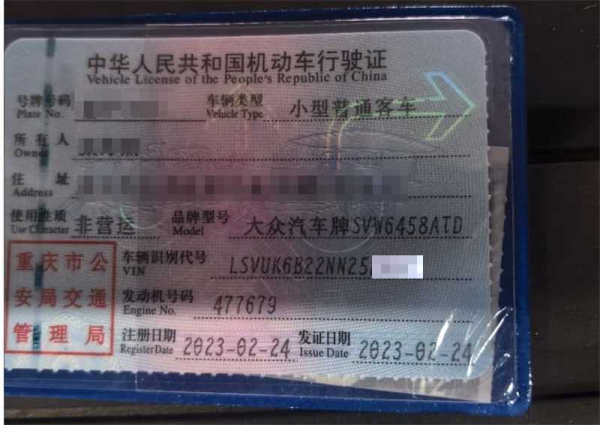 中华人民共和国机动车行驶证
Vehicle License of the People's Republic of China
号牌号码 车辆类型 小型普通客车
Plate No. Vehicle Type
所有人
Owner
住址
Address
使用性质 非营运 品牌型号 大众汽车牌SVW6458ATD
Use Character Model
重庆市公安局交通管理局
车辆识别代号 LSVUK6B22NN25
VIN
发动机号码 477679
Engine No.
注册日期 2023-02-24 发证日期 2023-02-24
Register Date Issue Date